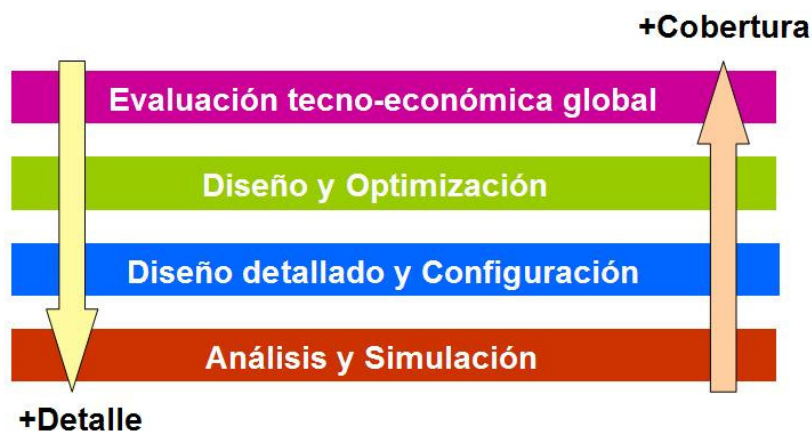 +Cobertura
Evaluación tecno-económica global
Diseño y Optimización
Diseño detallado y Configuración
Análisis y Simulación
+Detalle